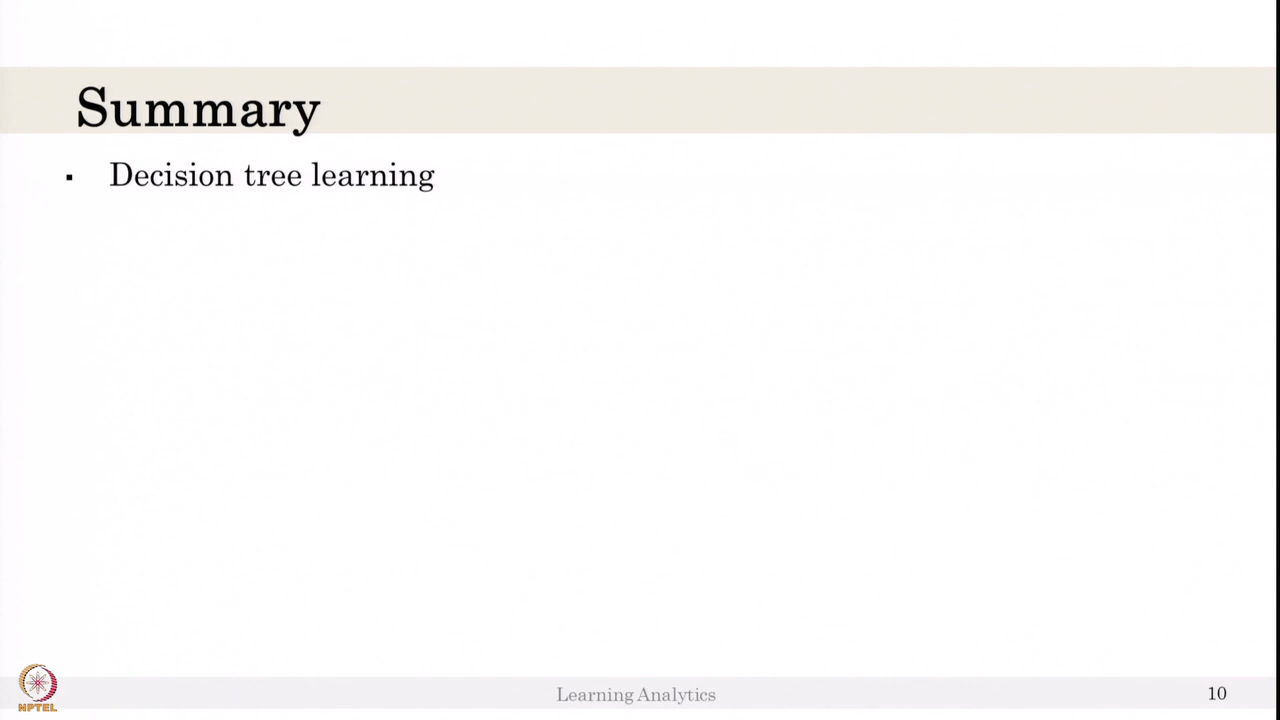 Summary
▪ Decision tree learning
NPTEL
Learning Analytics
10